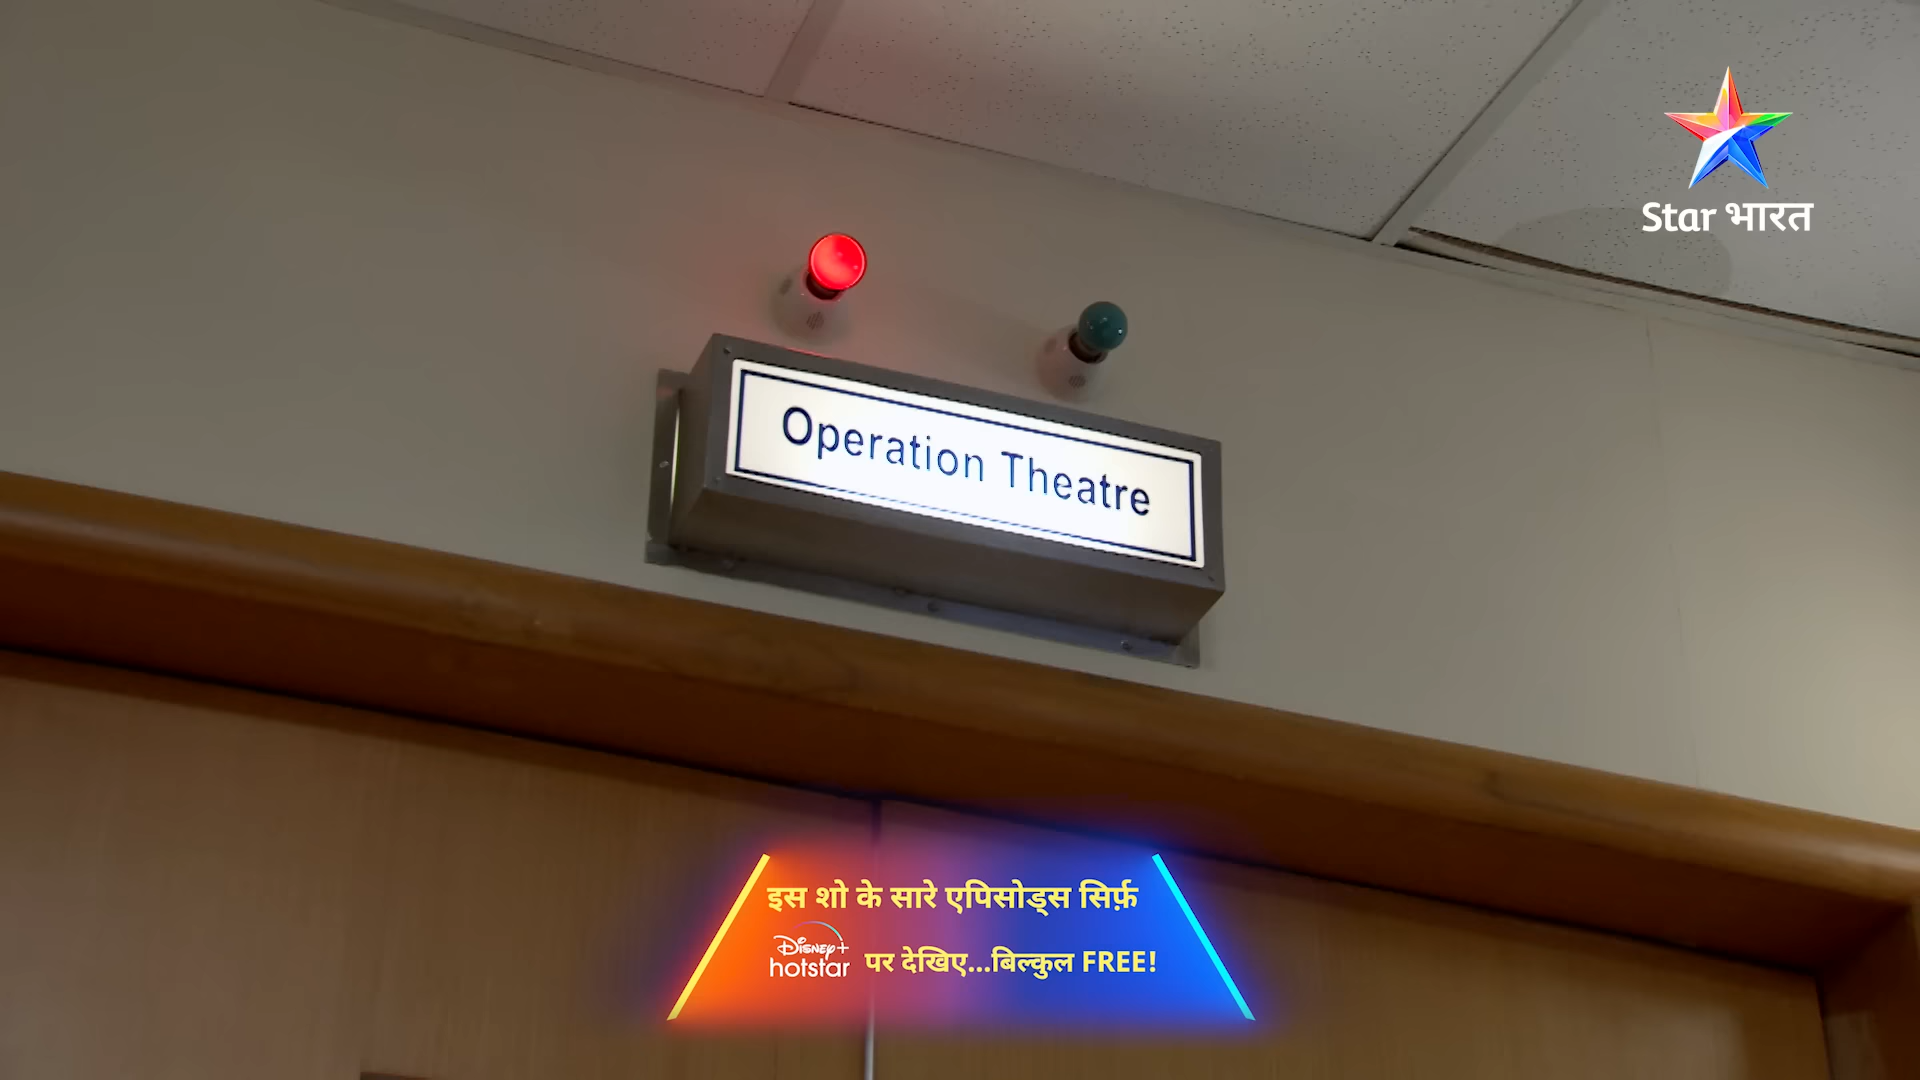 Star भारत
Operation Theatre
इस शो के सारे एपिसोड्स सिर्फ़
Disney+ hotstar पर देखिए...बिल्कुल FREE!